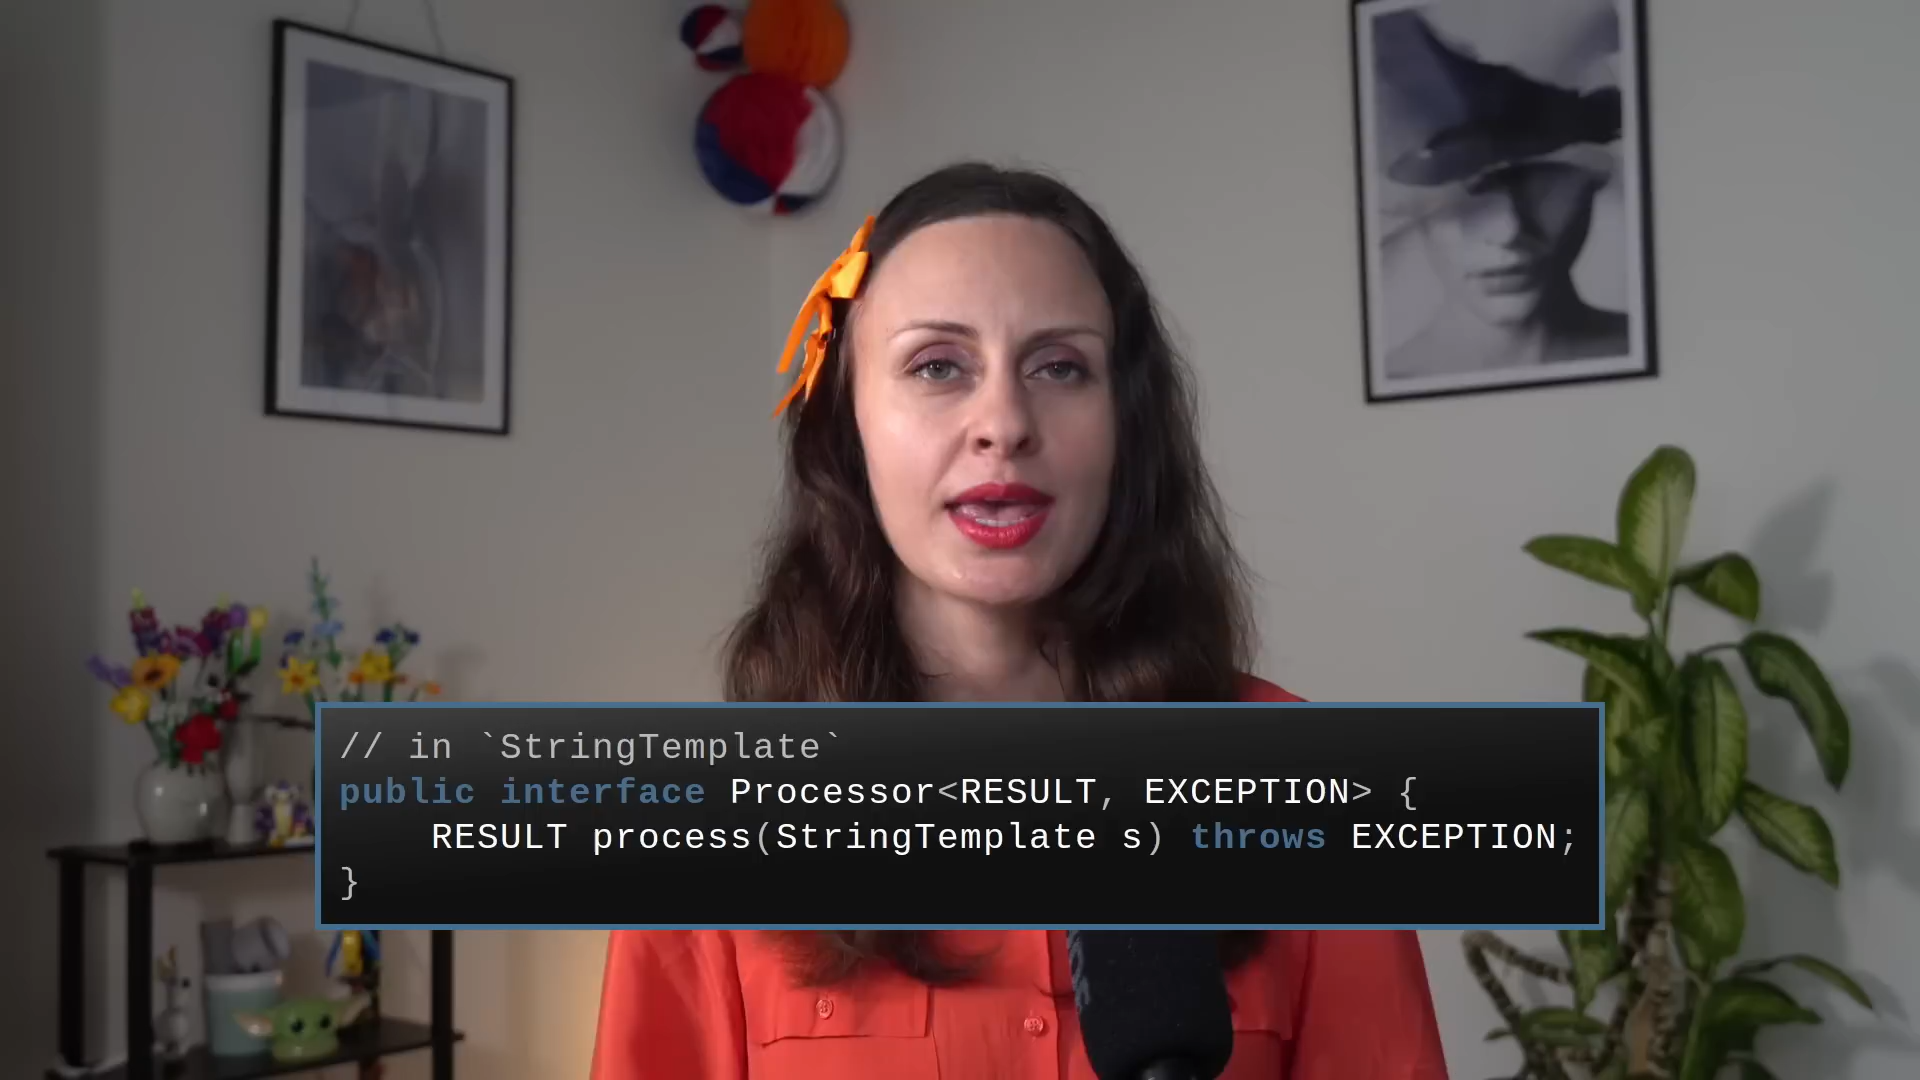 // in `StringTemplate`
public interface Processor<RESULT, EXCEPTION> {
    RESULT process(StringTemplate s) throws EXCEPTION;
}